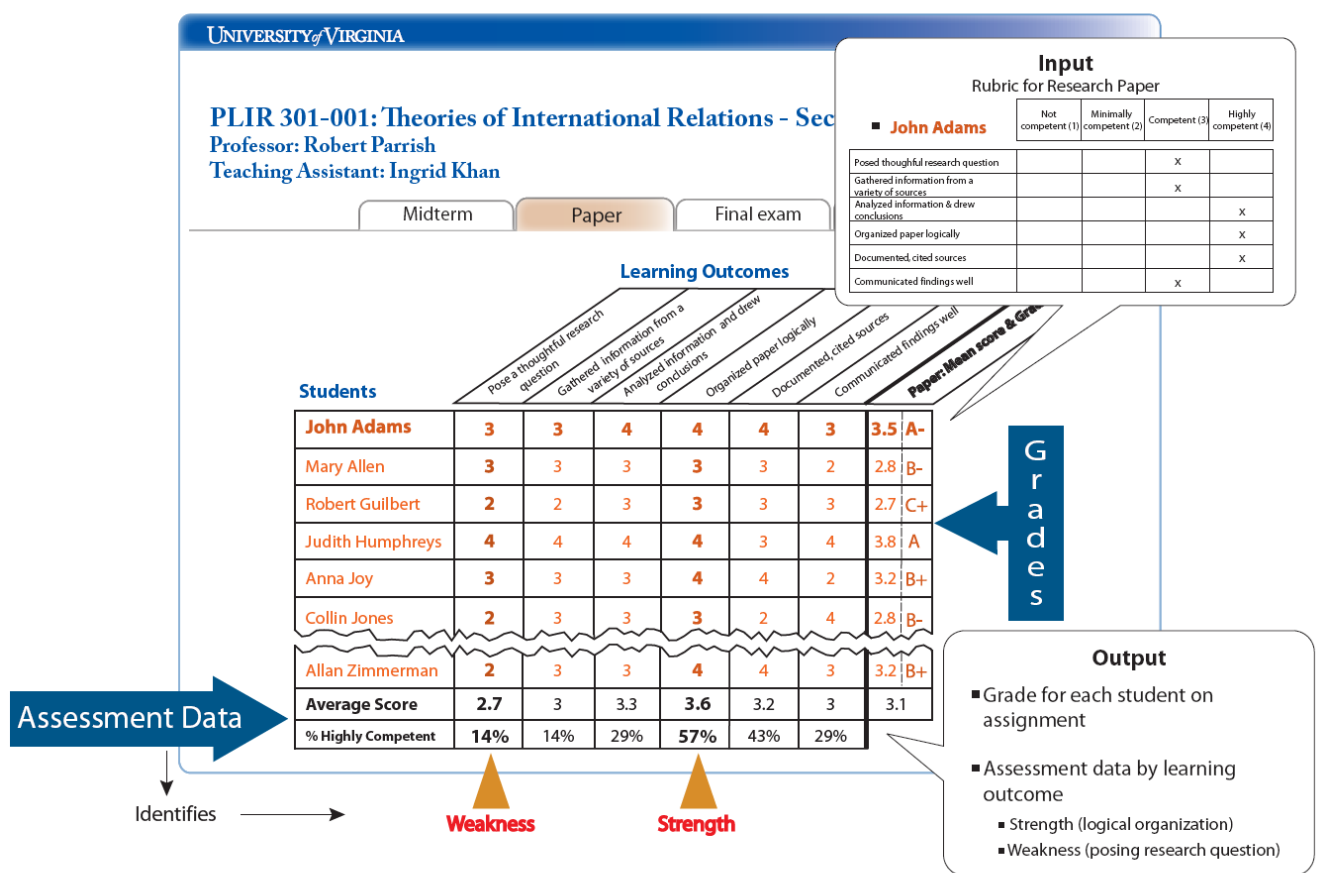 UNIVERSITY of VIRGINIA
PLIR 301-001: Theories of International Relations - Sec
Professor: Robert Parrish
Teaching Assistant: Ingrid Khan
Midterm
Paper
Final exam
Input
Rubric for Research Paper
▪ John Adams
Not competent (1)
Minimally competent (2)
Competent (3)
Highly competent (4)
Posed thoughful research question x
Gathered information from a
variety of sources x
Analyzed information & drew
conclusions x
Organized paper logically x
Documented, cited sources x
Communicated findings well x
Learning Outcomes
Pose a thoughtful research
question
Gathered information from a
variety of sources
Analyzed information and drew
conclusions
Organized paper logically
Documented, cited sources
Communicated findings well
Paper: Mean score & Gra
Students
John Adams 3 3 4 4 4 3 3.5 A-
Mary Allen 3 3 3 3 3 2 2.8 B-
Robert Guilbert 2 2 3 3 3 3 2.7 C+
Judith Humphreys 4 4 4 4 3 4 3.8 A
Anna Joy 3 3 3 4 4 2 3.2 B+
Collin Jones 2 3 3 3 2 4 2.8 B-
Allan Zimmerman 2 3 3 4 4 3 3.2 B+
Average Score 2.7 3 3.3 3.6 3.2 3 3.1
% Highly Competent 14% 14% 29% 57% 43% 29%
Grades
Assessment Data
Identifies
Weakness
Strength
Output
▪ Grade for each student on
assignment
▪ Assessment data by learning
outcome
▪ Strength (logical organization)
▪ Weakness (posing research question)